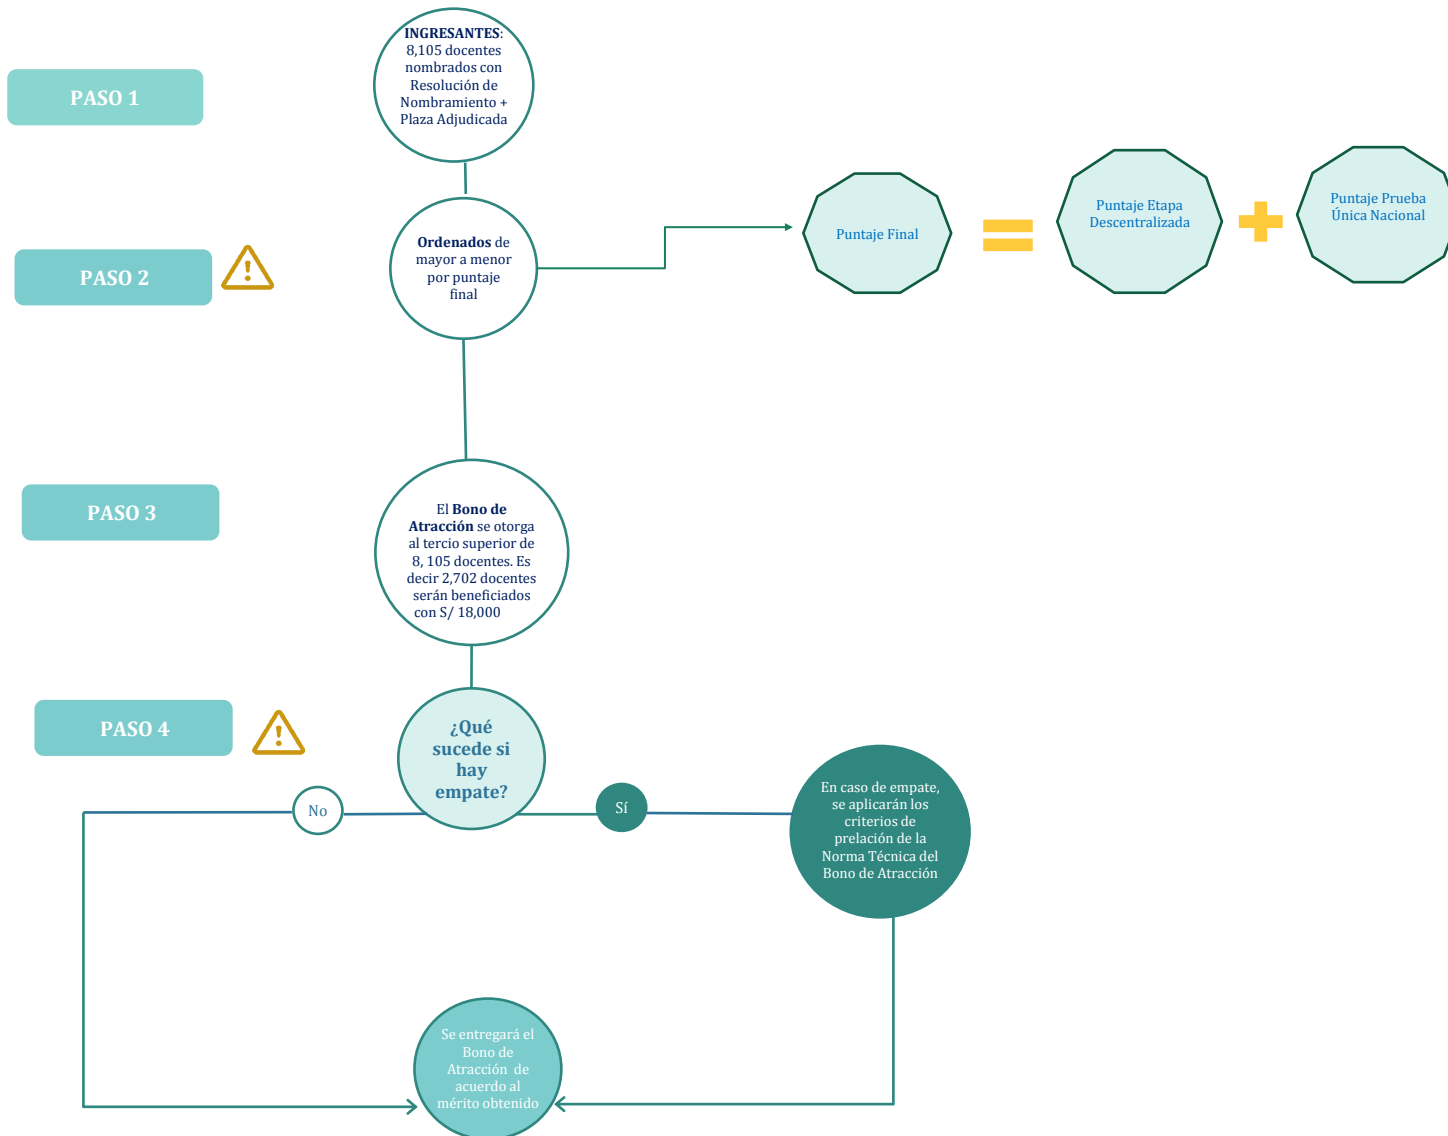 PASO 1
INGRESANTES:
8,105 docentes
nombrados con
Resolución de
Nombramiento +
Plaza Adjudicada
PASO 2
Ordenados de
mayor a menor
por puntaje
final
Puntaje Final
Puntaje Etapa
Descentralizada
Puntaje Prueba
Única Nacional
PASO 3
El Bono de
Atracción se otorga
al tercio superior de
8, 105 docentes. Es
decir 2,702 docentes
serán beneficiados
con S/ 18,000
PASO 4
¿Qué
sucede si
hay
empate?
No
Sí
En caso de empate,
se aplicarán los
criterios de
prelación de la
Norma Técnica del
Bono de Atracción
Se entregará el
Bono de
Atracción de
acuerdo al
mérito obtenido